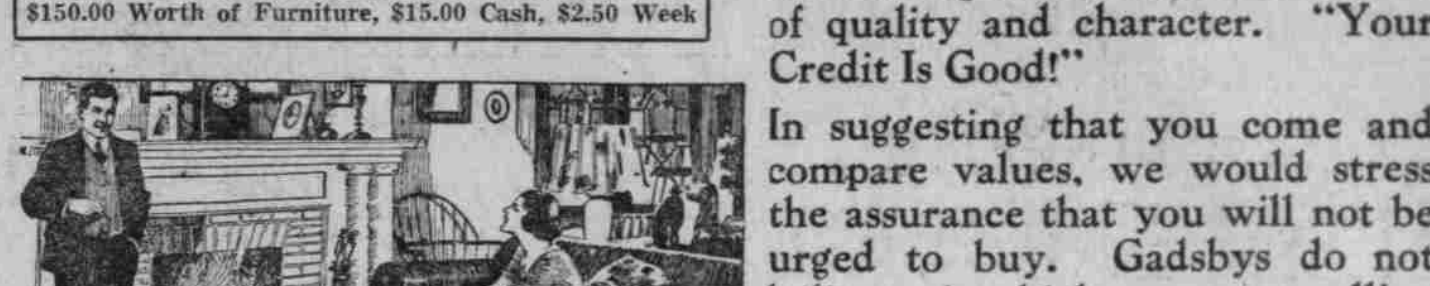 $150.00 Worth of Furniture, $15.00 Cash, $2.50 Week
of quality and character. "Your
Credit Is Good!"
In suggesting that you come and
compare values, we would stress
the assurance that you will not be
urged to buy. Gadsbys do not